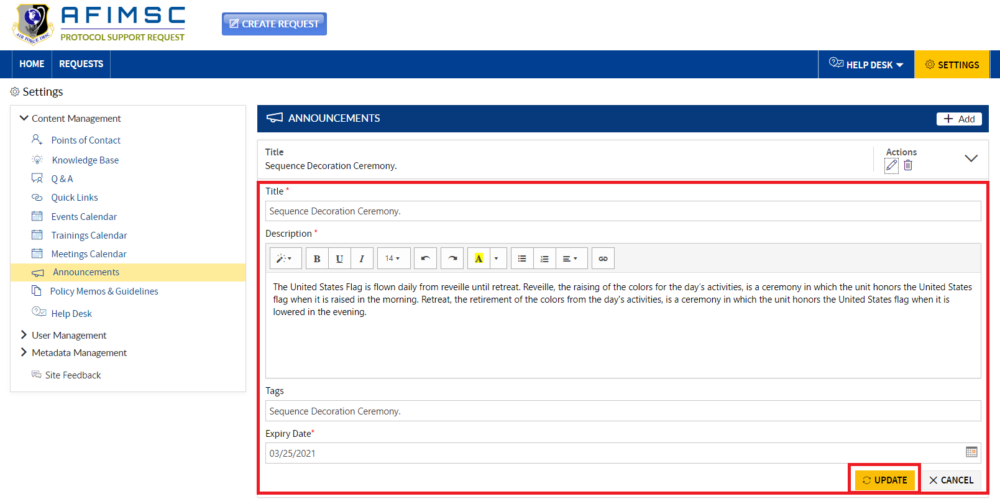 AFIMSC
PROTOCOL SUPPORT REQUEST
AIR FORCE IMSC
CREATE REQUEST
HOME
REQUESTS
HELP DESK
SETTINGS
Settings
Content Management
Points of Contact
Knowledge Base
Q & A
Quick Links
Events Calendar
Trainings Calendar
Meetings Calendar
Announcements
Policy Memos & Guidelines
Help Desk
User Management
Metadata Management
Site Feedback
ANNOUNCEMENTS
+ Add
Title
Sequence Decoration Ceremony.
Actions
Title *
Sequence Decoration Ceremony.
Description *
B U I 14 A
The United States Flag is flown daily from reveille until retreat. Reveille, the raising of the colors for the day’s activities, is a ceremony in which the unit honors the United States
flag when it is raised in the morning. Retreat, the retirement of the colors from the day's activities, is a ceremony in which the unit honors the United States flag when it is
lowered in the evening.
Tags
Sequence Decoration Ceremony.
Expiry Date*
03/25/2021
UPDATE
CANCEL